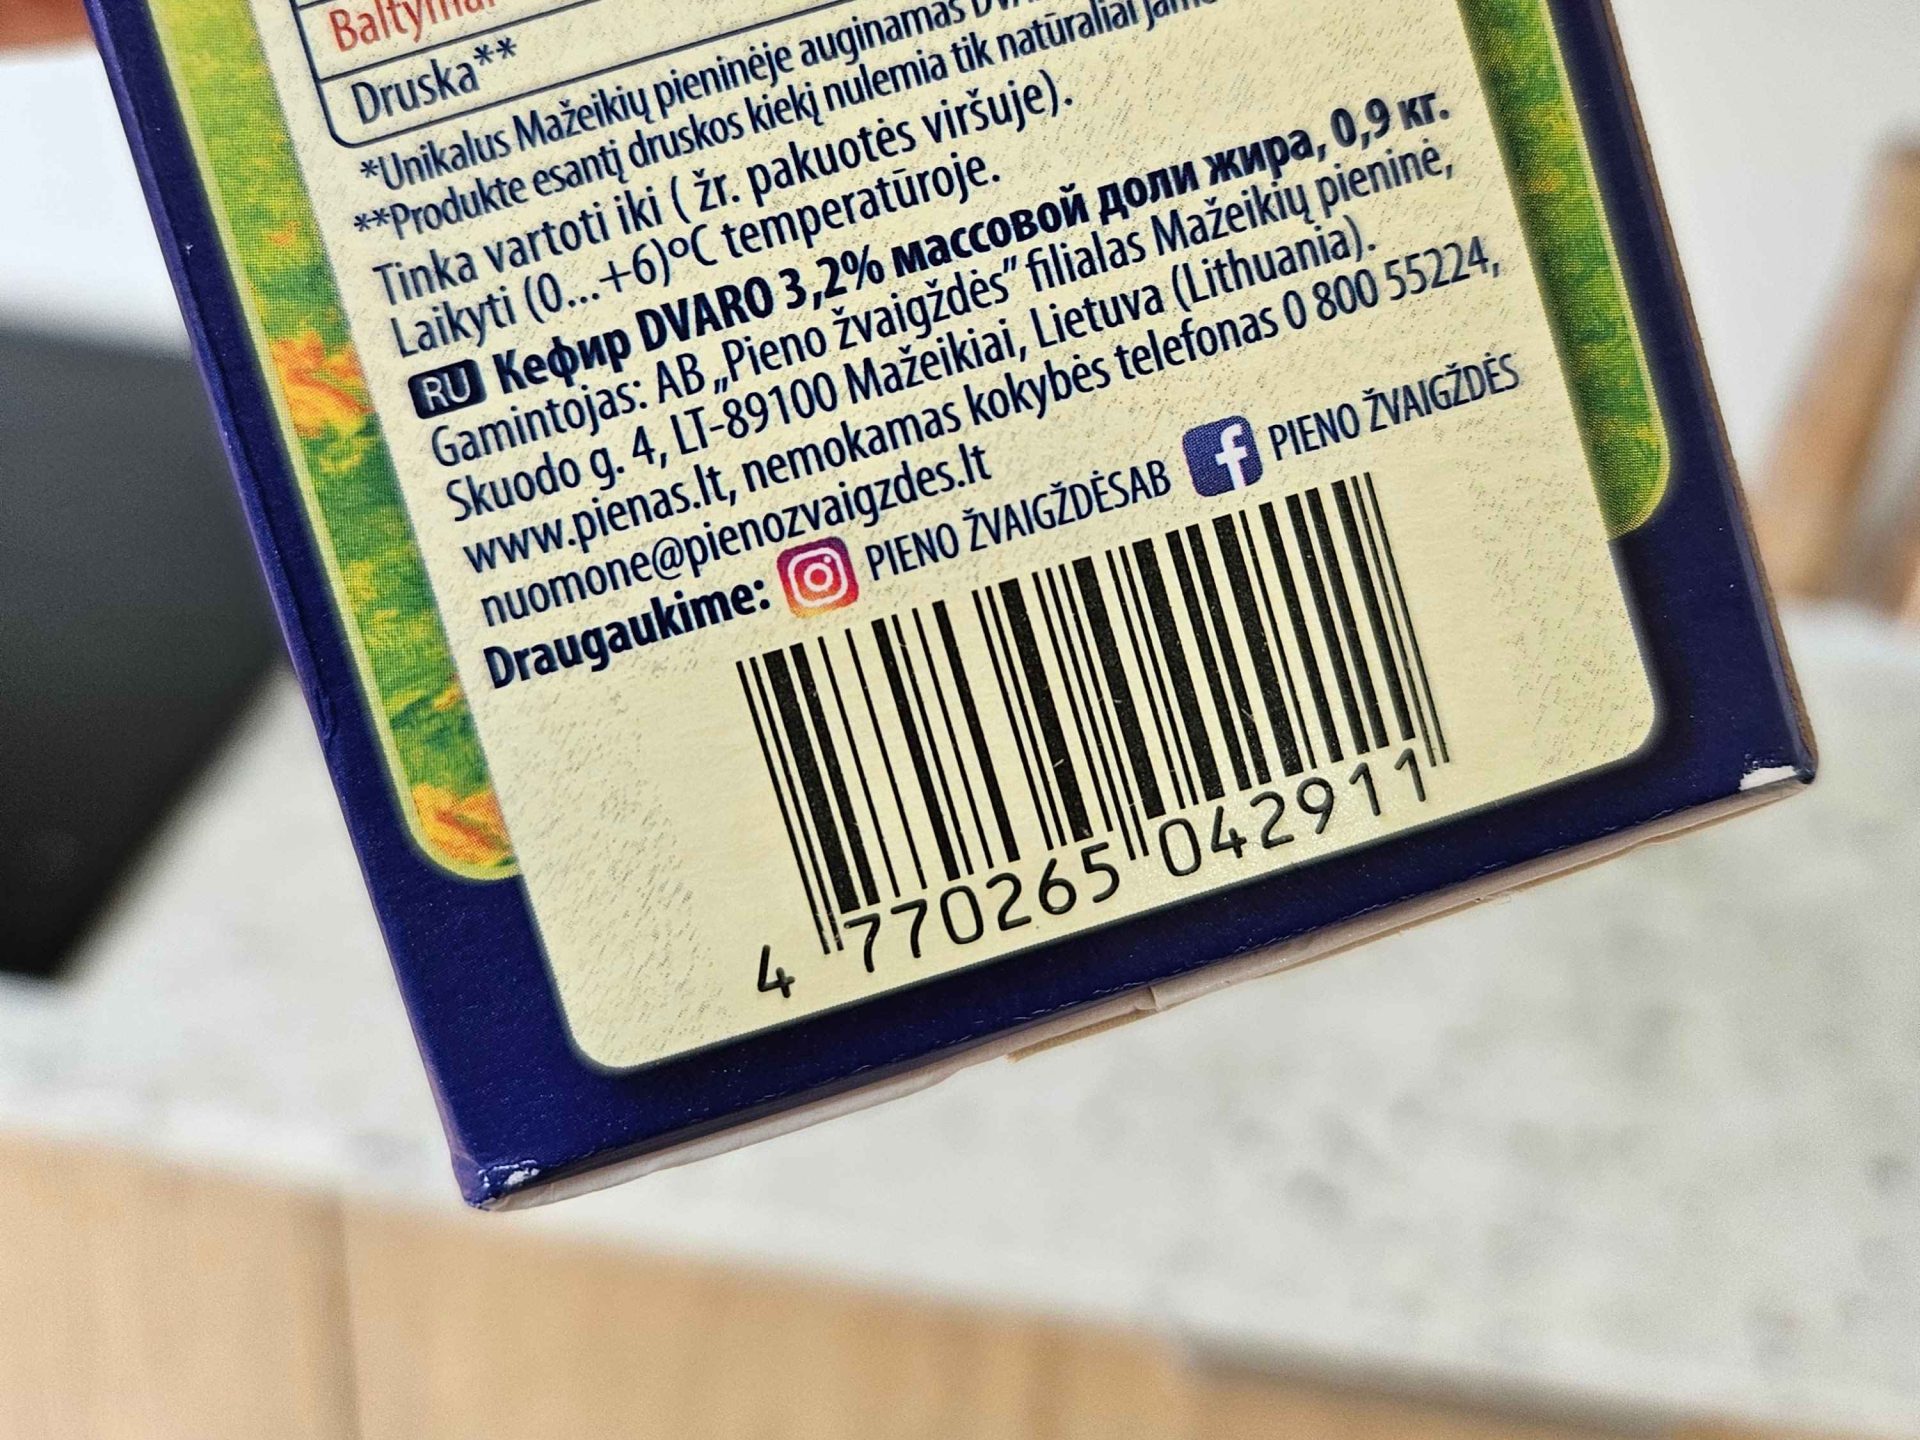 Druska**
*Unikalus Mažeikių pieninėje auginamas
**Produkte esantį druskos kiekį nulemia tik natūraliai
Tinka vartoti iki ( žr. pakuotės viršuje).
Laikyti (0...+6)°C temperatūroje.
RU Кефир DVARO 3,2% массовой доли жира, 0,9 кг.
Gamintojas: AB „Pieno žvaigždės" filialas Mažeikių pieninė,
Skuodo g. 4, LT-89100 Mažeikiai, Lietuva (Lithuania).
www.pienas.lt, nemokamas kokybės telefonas 0 800 55224,
nuomone@pienozvaigzdes.lt
Draugaukime: PIENO ŽVAIGŽDĖSAB f PIENO ŽVAIGŽDĖS
4 770265 042911